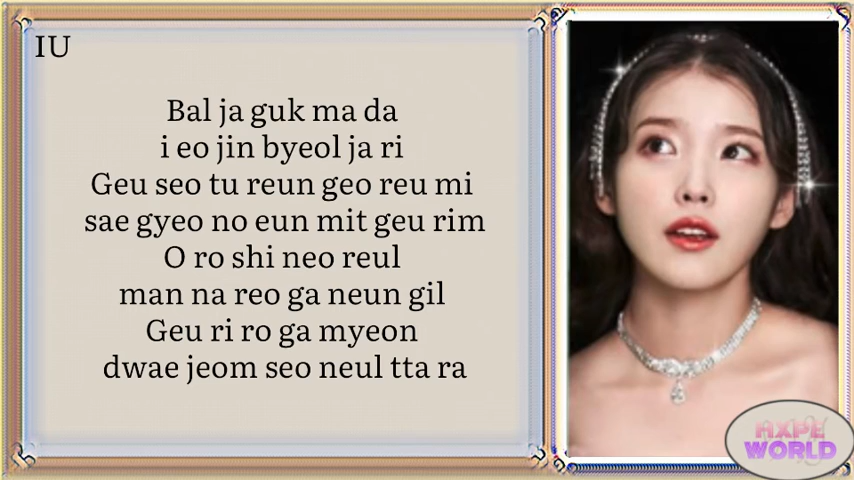 IU
Bal ja guk ma da
i eo jin byeol ja ri
Geu seo tu reun geo reu mi
sae gyeo no eun mit geu rim
O ro shi neo reul
man na reo ga neun gil
Geu ri ro ga myeon
dwae jeom seo neul tta ra
HXPE
WORLD